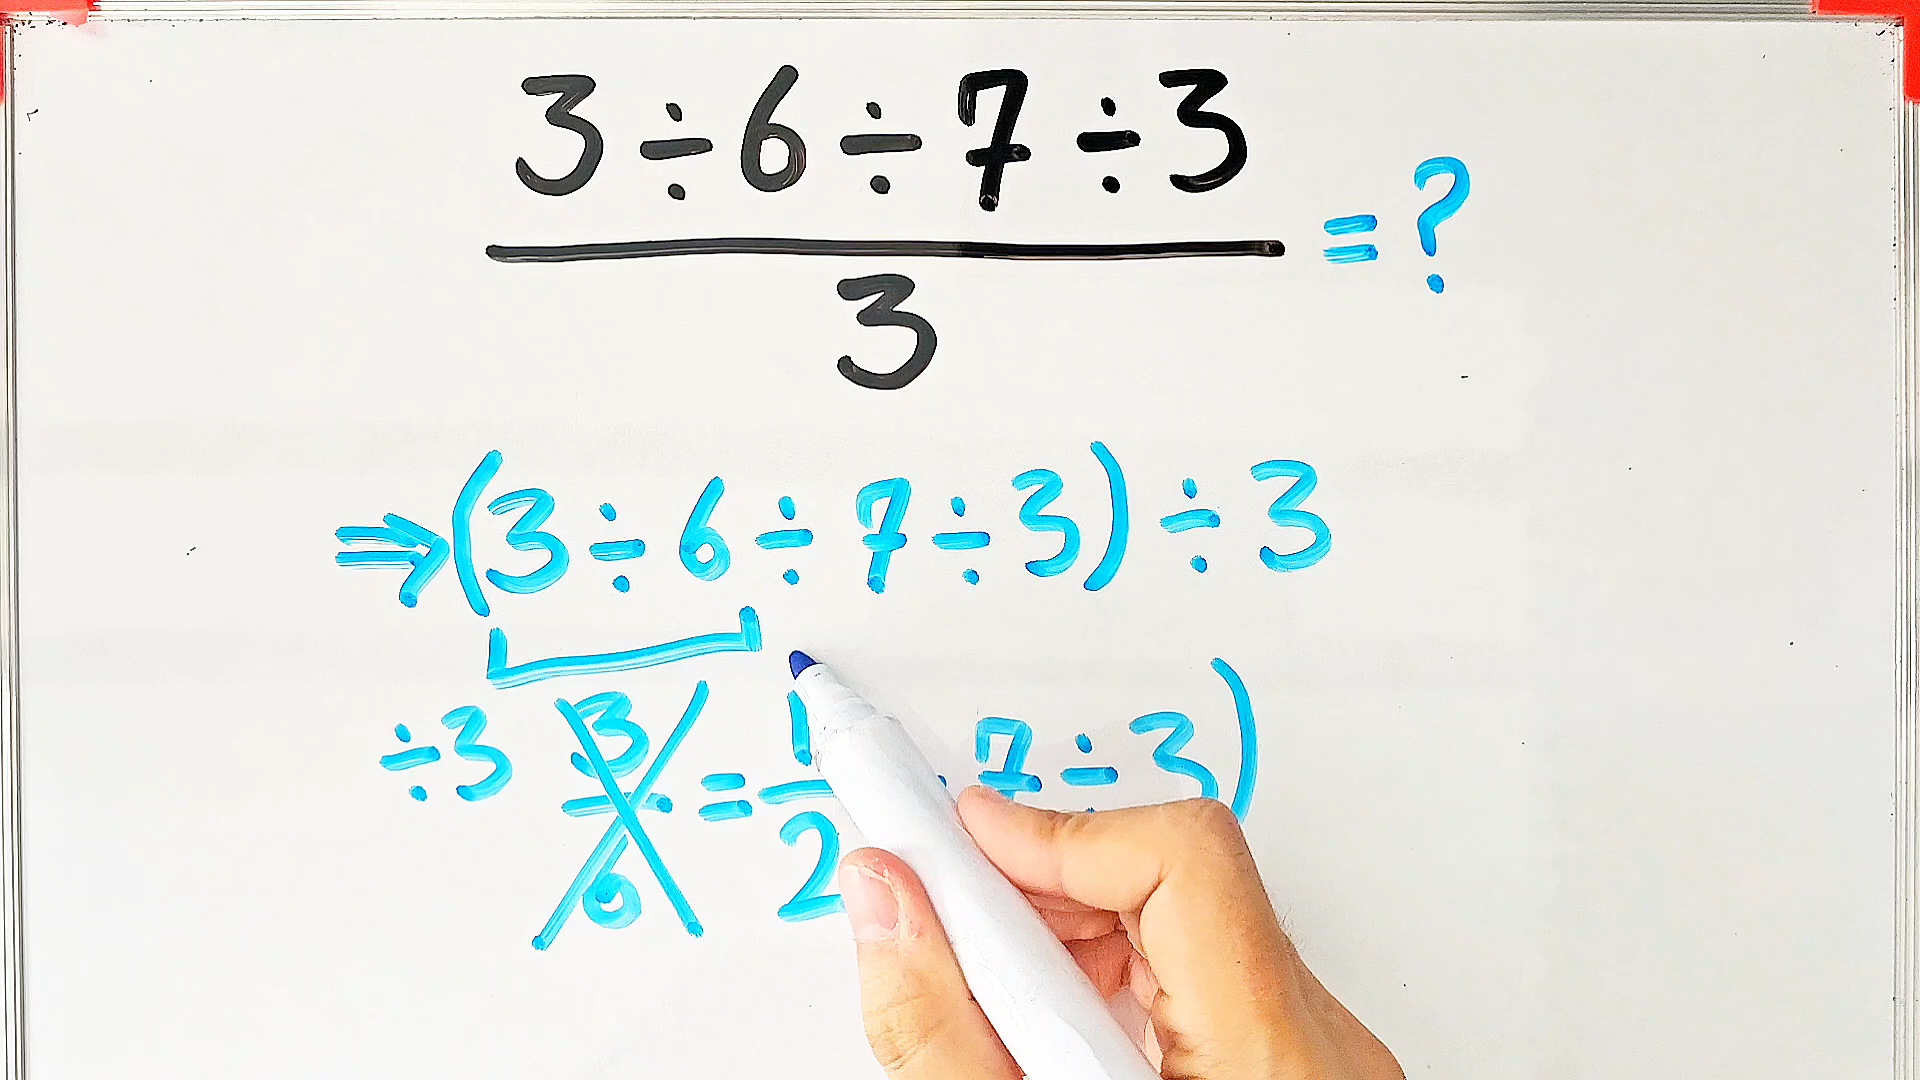 3 ÷ 6 ÷ 7 ÷ 3
= ?
3
⇒ (3 ÷ 6 ÷ 7 ÷ 3) ÷ 3
÷ 3 3/6 = 1/2 7 ÷ 3)